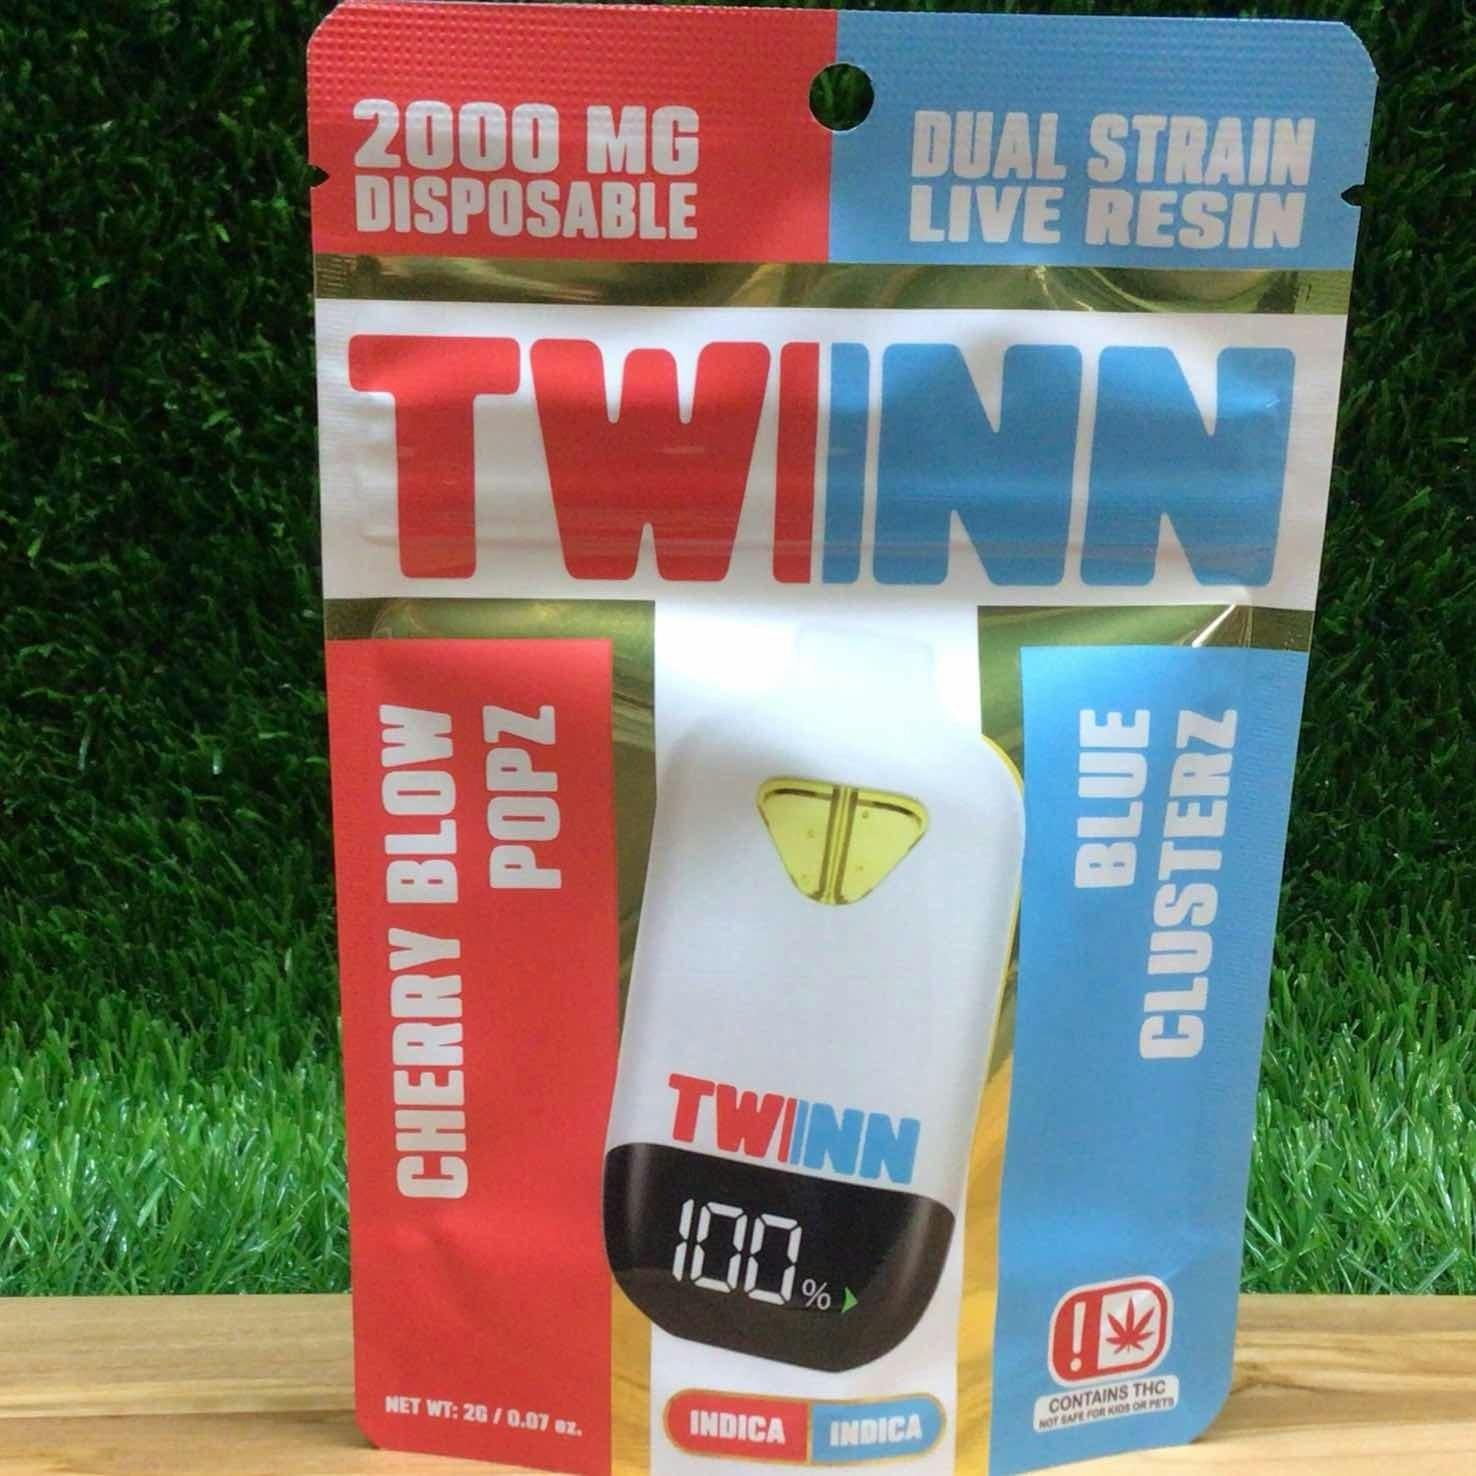 2000 MG
DISPOSABLE
DUAL STRAIN
LIVE RESIN
TWINN
CHERRY BLOW
POPZ
BLUE
CLUSTERZ
TWINN
100%
INDICA
INDICA
NET WT: 2G / 0.07 oz.
!
CONTAINS THC
NOT SAFE FOR KIDS OR PETS